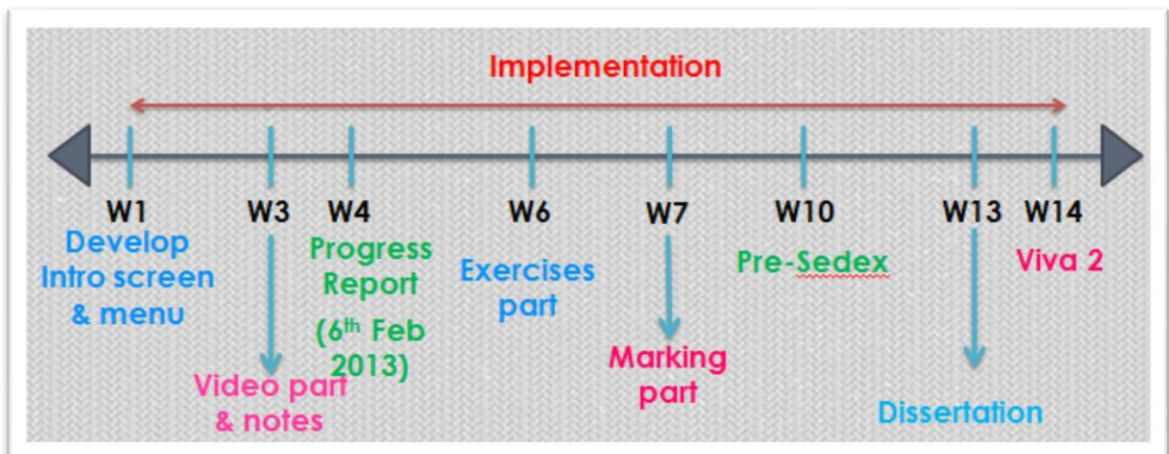 Implementation
W1 W3 W4 W6 W7 W10 W13 W14
Develop
Intro screen
& menu
Video part
& notes
Progress
Report
(6th Feb
2013)
Exercises
part
Marking
part
Pre-Sedex
Dissertation
Viva 2